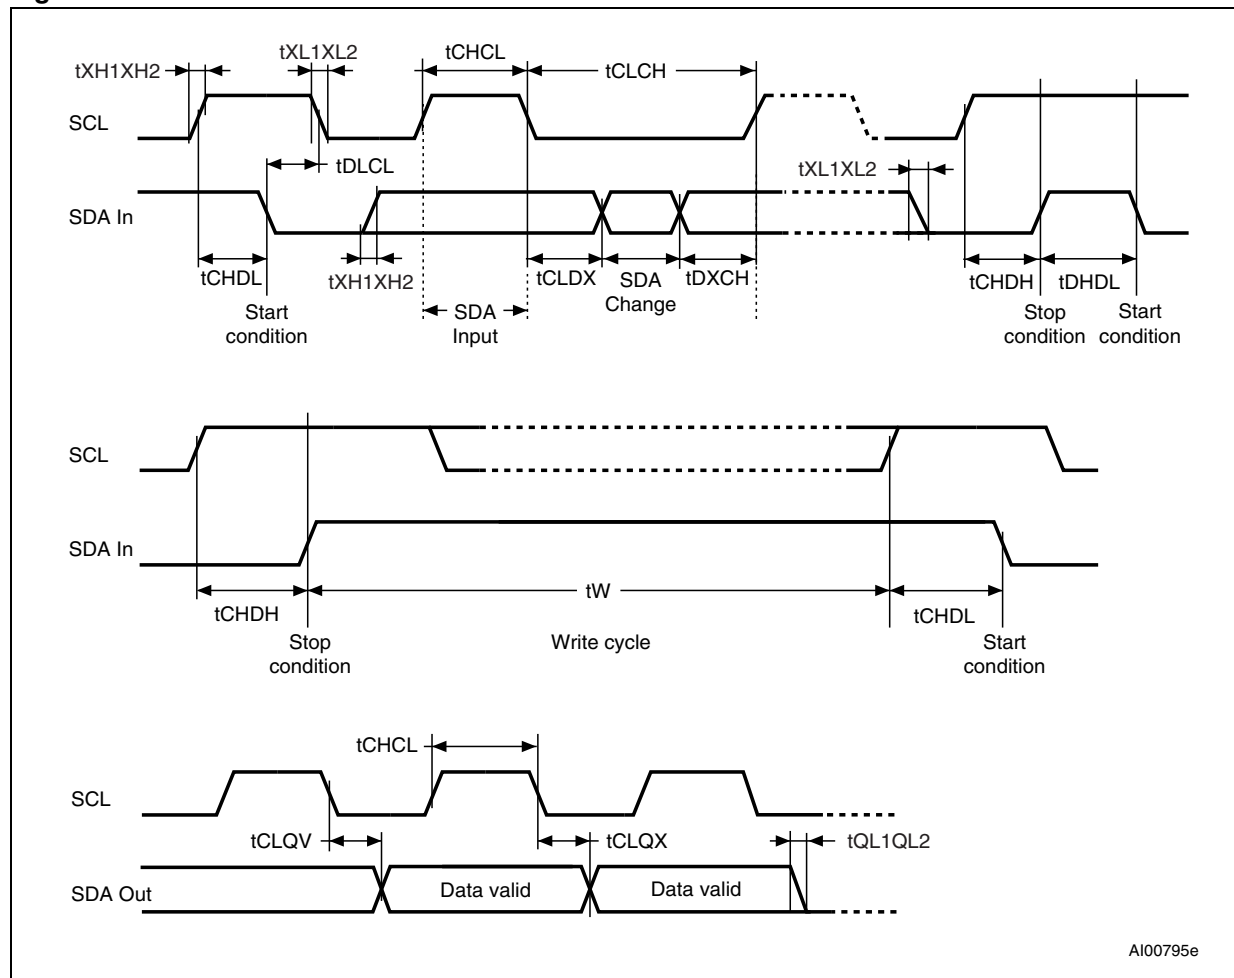 tXH1XH2
tXL1XL2
tCHCL
tCLCH
SCL
tDLCL
tXL1XL2
SDA In
tCHDL
tXH1XH2
tCLDX
SDA
Change
tDXCH
tCHDH
tDHDL
Start
condition
SDA
Input
Stop
condition
Start
condition
SCL
SDA In
tCHDH
tW
tCHDL
Stop
condition
Write cycle
Start
condition
tCHCL
SCL
tCLQV
tCLQX
tQL1QL2
SDA Out
Data valid
Data valid
AI00795e